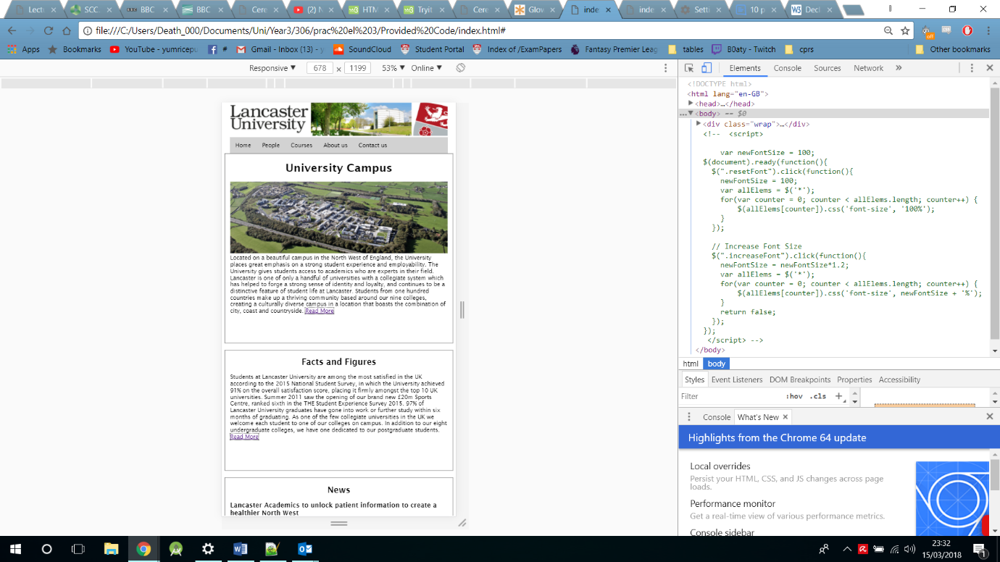 Lect
SCC.
BBC
BBC
Cere
(2) N
HTM
Tryit
Cere
Glov
inde
inde
Setti
10 p
Decl
file:///C:/Users/Death_000/Documents/Uni/Year3/306/prac%20el%203/Provided%20Code/index.html#
Apps
Bookmarks
YouTube - yumricepu
#
Gmail - Inbox (13) - y
SoundCloud
Student Portal
Index of /ExamPapers
Fantasy Premier Leag
tables
B0aty - Twitch
cprs
Other bookmarks
off
Responsive ▼ 678 x 1199 53% ▼ Online ▼
Lancaster
University
Home People Courses About us Contact us
University Campus
Located on a beautiful campus in the North West of England, the University
places great emphasis on a strong student experience and employability. The
University gives students access to academics who are experts in their field.
Lancaster is one of only a handful of universities with a collegiate system which
has helped to forge a strong sense of identity and loyalty, and continues to be a
distinctive feature of student life at Lancaster. Students from one hundred
countries make up a thriving community based around our nine colleges,
creating a culturally diverse campus in a location that boasts the combination of
city, coast and countryside. Read More
Facts and Figures
Students at Lancaster University are among the most satisfied in the UK
according to the 2015 National Student Survey, in which the University achieved
91% on the overall satisfaction score, placing it firmly amongst the top 10 UK
universities. Summer 2011 saw the opening of our brand new £20m Sports
Centre, ranked sixth in the THE Student Experience Survey 2015. 97% of
Lancaster University graduates have gone into work or further study within six
months of graduating. As one of the few collegiate universities in the UK we
welcome each student to one of our colleges on campus. In addition to our eight
undergraduate colleges, we have one dedicated to our postgraduate students.
Read More
News
Lancaster Academics to unlock patient information to create a
healthier North West
Elements Console Sources Network »
<!DOCTYPE html>
<html lang="en-GB">
▶<head>…</head>
…▼<body> == $0
▶<div class="wrap">…</div>
<!-- <script>
var newFontSize = 100;
$(document).ready(function(){
$(".resetFont").click(function(){
newFontSize = 100;
var allElems = $('*');
for(var counter = 0; counter < allElems.length; counter++) {
$(allElems[counter]).css('font-size', '100%');
}
});
// Increase Font Size
$(".increaseFont").click(function(){
newFontSize = newFontSize*1.2;
var allElems = $('*');
for(var counter = 0; counter < allElems.length; counter++) {
$(allElems[counter]).css('font-size', newFontSize + '%');
}
return false;
});
});
</script> -->
</body>
html body
Styles Event Listeners DOM Breakpoints Properties Accessibility
Filter :hov .cls +
Console What's New ×
Highlights from the Chrome 64 update
Local overrides
Persist your HTML, CSS, and JS changes across page
loads.
Performance monitor
Get a real-time view of various performance metrics.
Console sidebar
23:32
15/03/2018
1